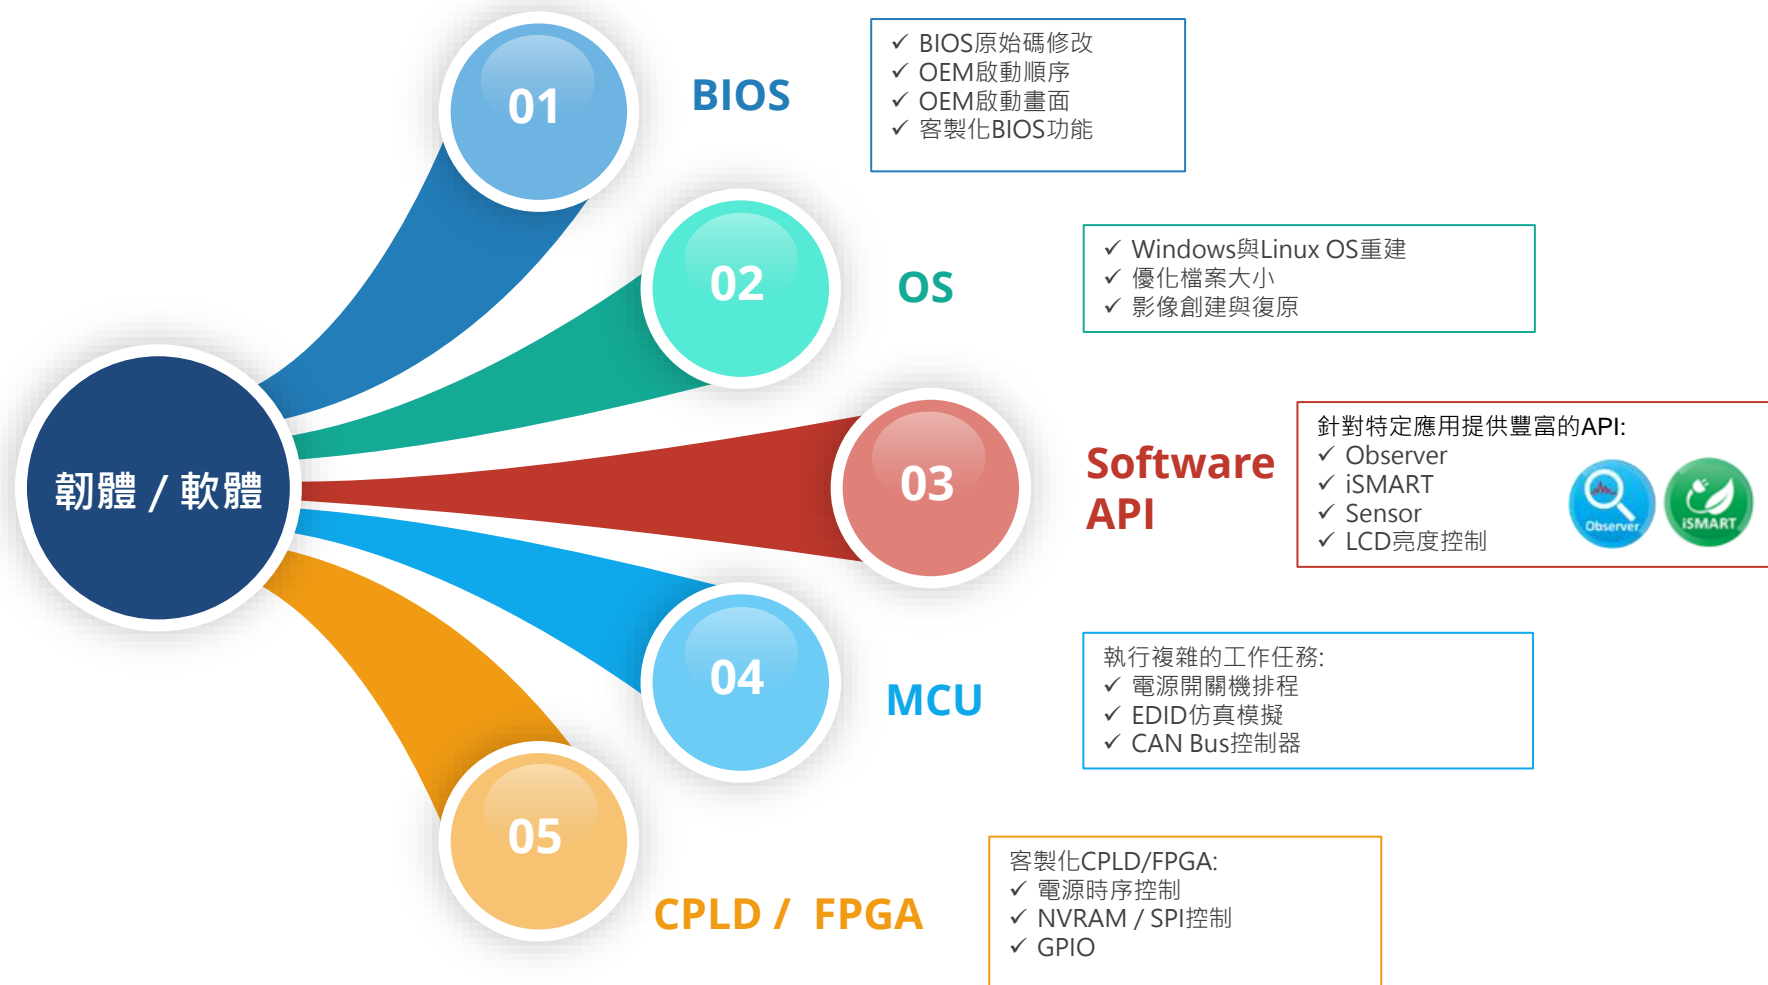 01
BIOS
✓ BIOS原始碼修改
✓ OEM啟動順序
✓ OEM啟動畫面
✓ 客製化BIOS功能
02
OS
✓ Windows與Linux OS重建
✓ 優化檔案大小
✓ 影像創建與復原
韌體 / 軟體
03
Software
API
針對特定應用提供豐富的API:
✓ Observer
✓ iSMART
✓ Sensor
✓ LCD亮度控制
Observer
iSMART
04
MCU
執行複雜的工作任務:
✓ 電源開關機排程
✓ EDID仿真模擬
✓ CAN Bus控制器
05
CPLD / FPGA
客製化CPLD/FPGA:
✓ 電源時序控制
✓ NVRAM / SPI控制
✓ GPIO